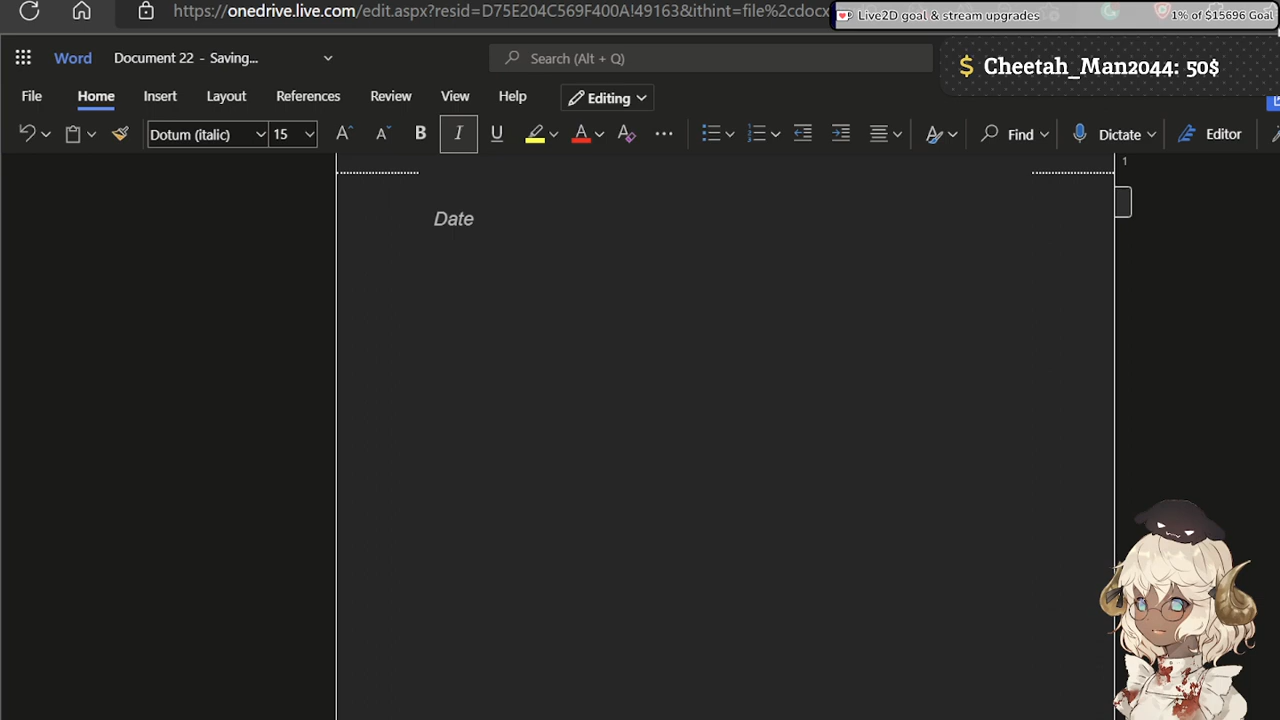 https://onedrive.live.com/edit.aspx?resid=D75E204C569F400A!49163&ithint=file%2cdocx
Live2D goal & stream upgrades
1% of $15696 Goal
Word
Document 22 - Saving...
Search (Alt + Q)
$ Cheetah_Man2044: 50$
File
Home
Insert
Layout
References
Review
View
Help
Editing
Dotum (italic)
15
A
A
B
I
U
A
A
Find
Dictate
Editor
1
Date